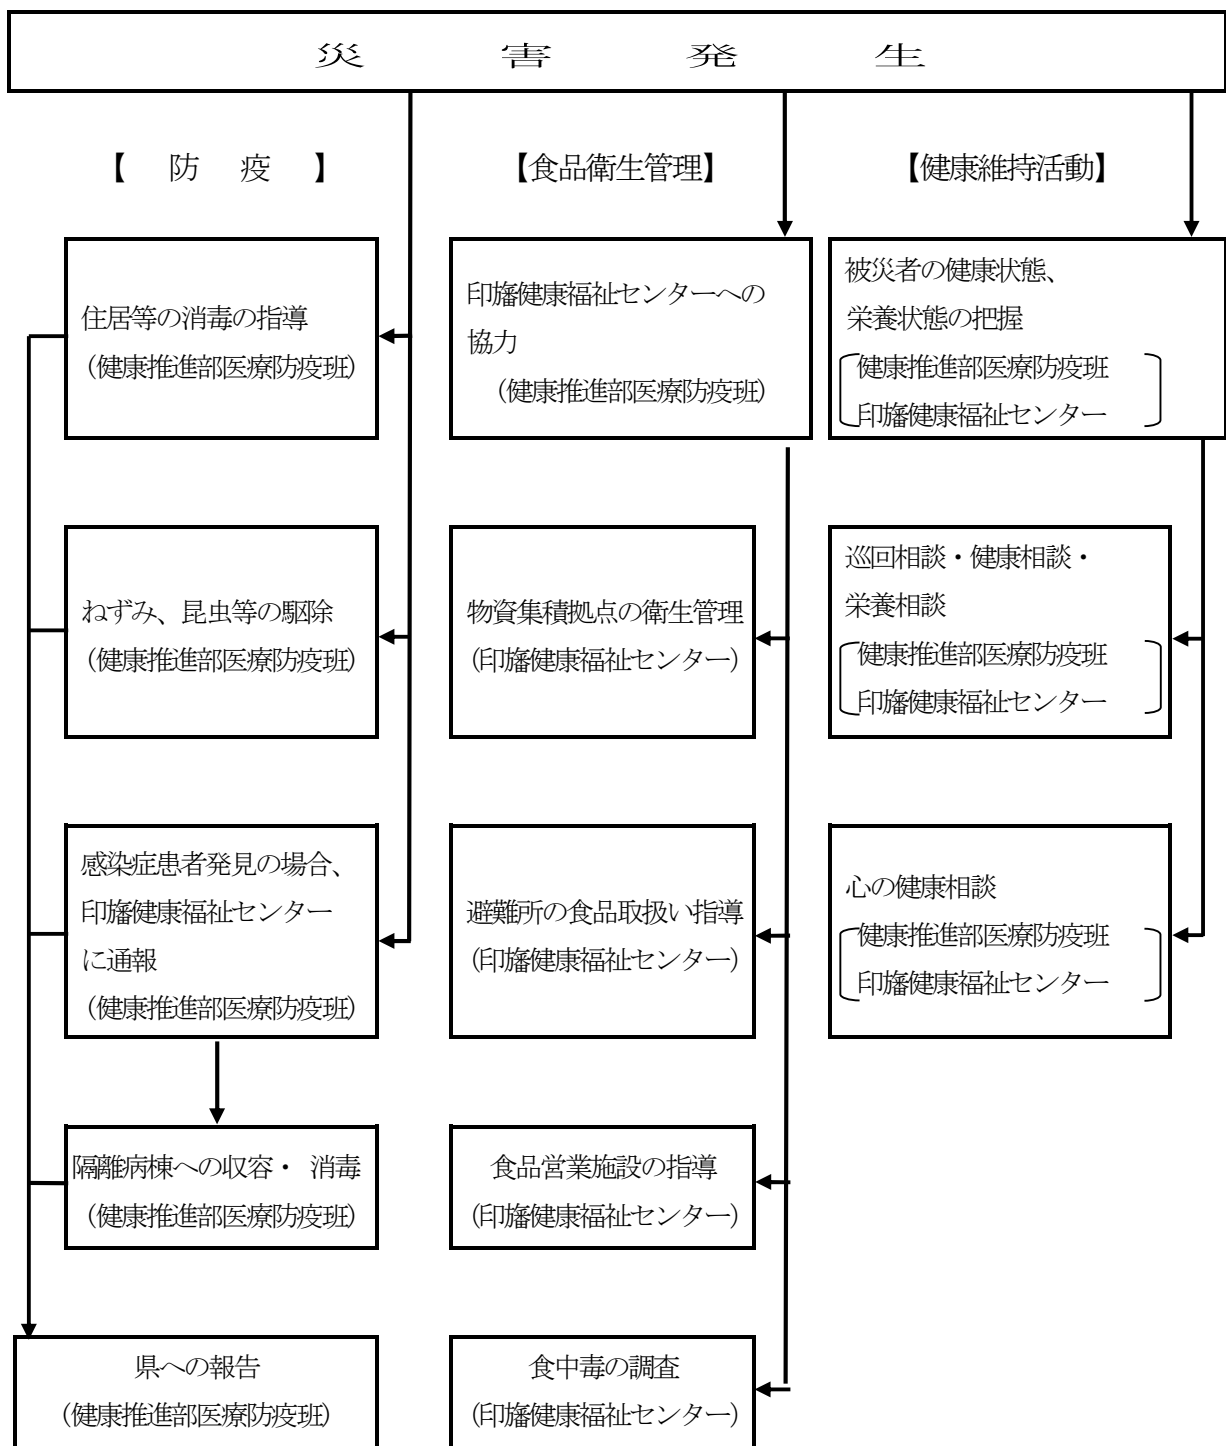 災害発生
【防疫】
住居等の消毒の指導
（健康推進部医療防疫班）
ねずみ、昆虫等の駆除
（健康推進部医療防疫班）
感染症患者発見の場合、
印旛健康福祉センター
に通報
（健康推進部医療防疫班）
隔離病棟への収容・ 消毒
（健康推進部医療防疫班）
県への報告
（健康推進部医療防疫班）
【食品衛生管理】
印旛健康福祉センターへの
協力
（健康推進部医療防疫班）
物資集積拠点の衛生管理
（印旛健康福祉センター）
避難所の食品取扱い指導
（印旛健康福祉センター）
食品営業施設の指導
（印旛健康福祉センター）
食中毒の調査
（印旛健康福祉センター）
【健康維持活動】
被災者の健康状態、
栄養状態の把握
健康推進部医療防疫班
印旛健康福祉センター
巡回相談・健康相談・
栄養相談
健康推進部医療防疫班
印旛健康福祉センター
心の健康相談
健康推進部医療防疫班
印旛健康福祉センター